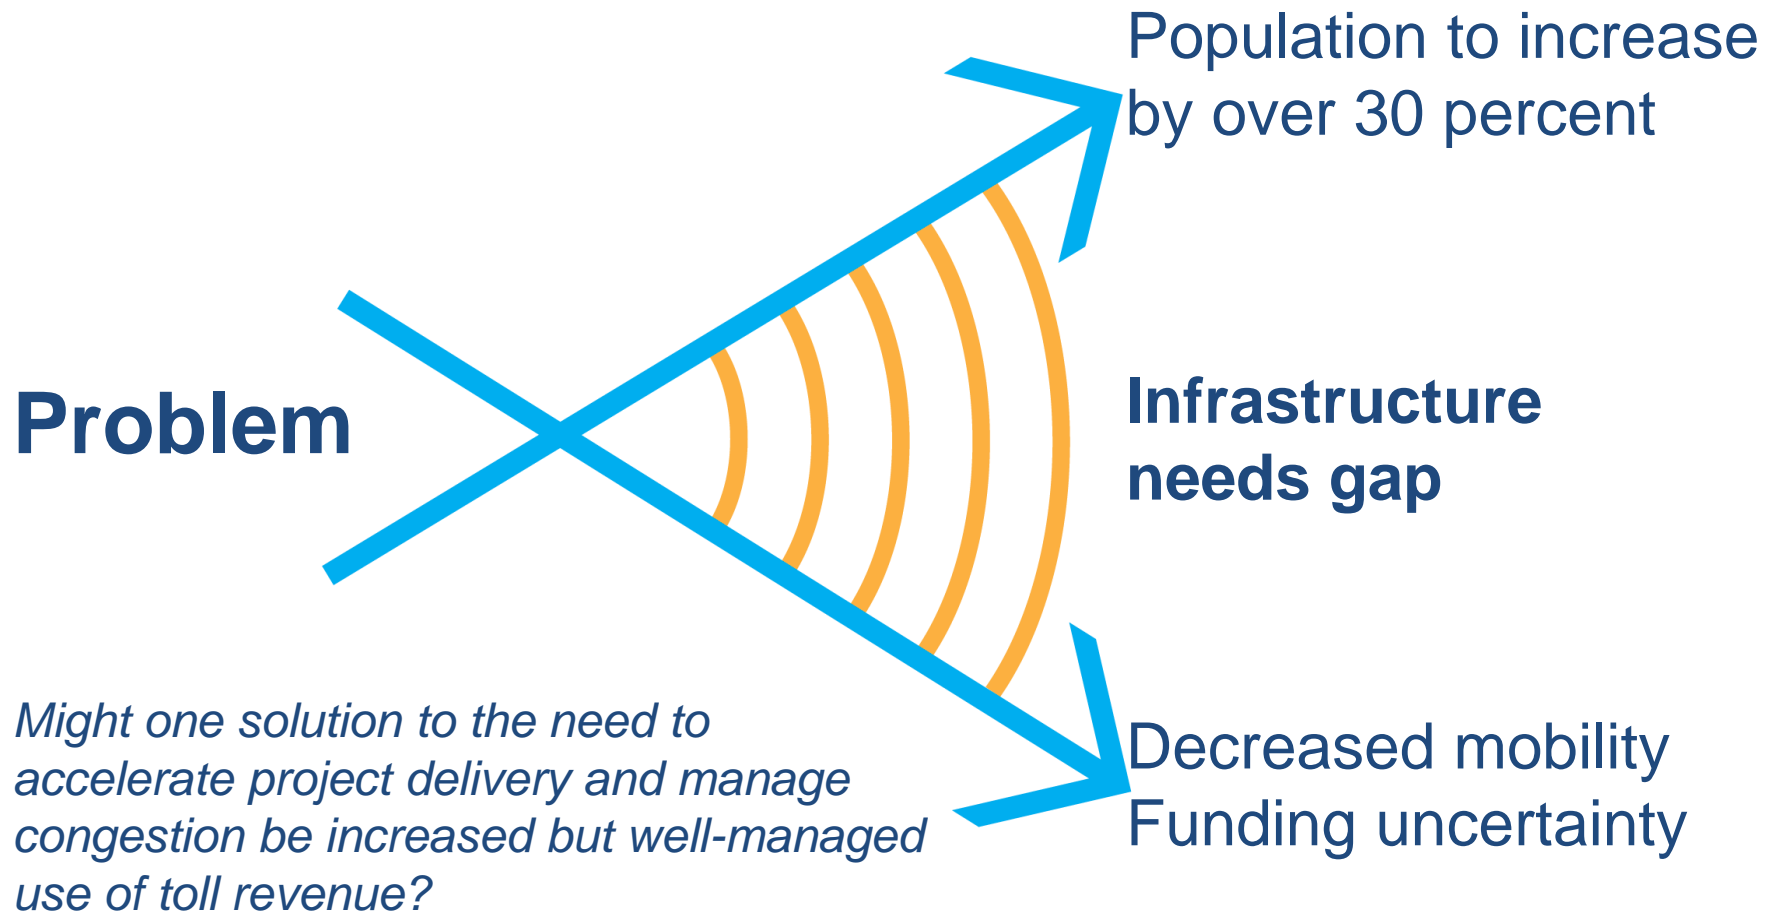 Population to increase
by over 30 percent
Problem
Infrastructure
needs gap
Might one solution to the need to
accelerate project delivery and manage
congestion be increased but well-managed
use of toll revenue?
Decreased mobility
Funding uncertainty